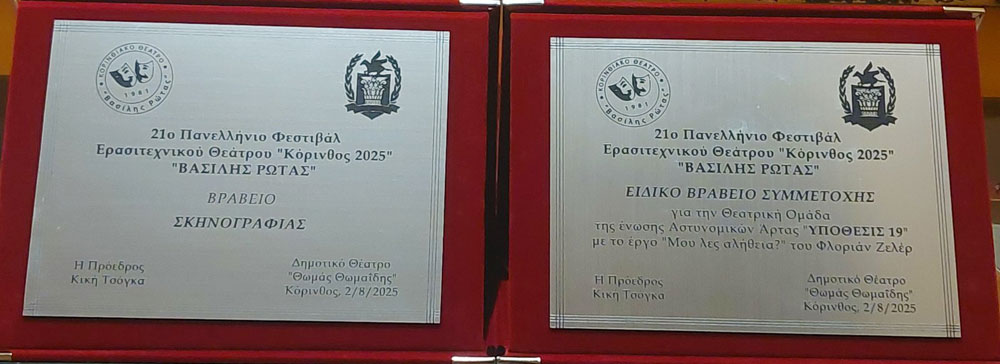 ΚΟΡΙΝΘΙΑΚΟ ΘΕΑΤΡΟ
1981
"Βασίλης Ρώτας"
21ο Πανελλήνιο Φεστιβάλ
Ερασιτεχνικού Θεάτρου "Κόρινθος 2025"
"ΒΑΣΙΛΗΣ ΡΩΤΑΣ"
ΒΡΑΒΕΙΟ
ΣΚΗΝΟΓΡΑΦΙΑΣ
Η Πρόεδρος
Κική Τσόγκα
Δημοτικό Θέατρο
"Θωμάς Θωμαΐδης"
Κόρινθος, 2/8/2025
ΚΟΡΙΝΘΙΑΚΟ ΘΕΑΤΡΟ
1981
"Βασίλης Ρώτας"
21ο Πανελλήνιο Φεστιβάλ
Ερασιτεχνικού Θεάτρου "Κόρινθος 2025"
"ΒΑΣΙΛΗΣ ΡΩΤΑΣ"
ΕΙΔΙΚΟ ΒΡΑΒΕΙΟ ΣΥΜΜΕΤΟΧΗΣ
για την Θεατρική Ομάδα
της ένωσης Αστυνομικών Άρτας "ΥΠΟΘΕΣΙΣ 19"
με το έργο "Μου λες αλήθεια?" του Φλοριάν Ζελέρ
Η Πρόεδρος
Κική Τσόγκα
Δημοτικό Θέατρο
"Θωμάς Θωμαΐδης"
Κόρινθος, 2/8/2025